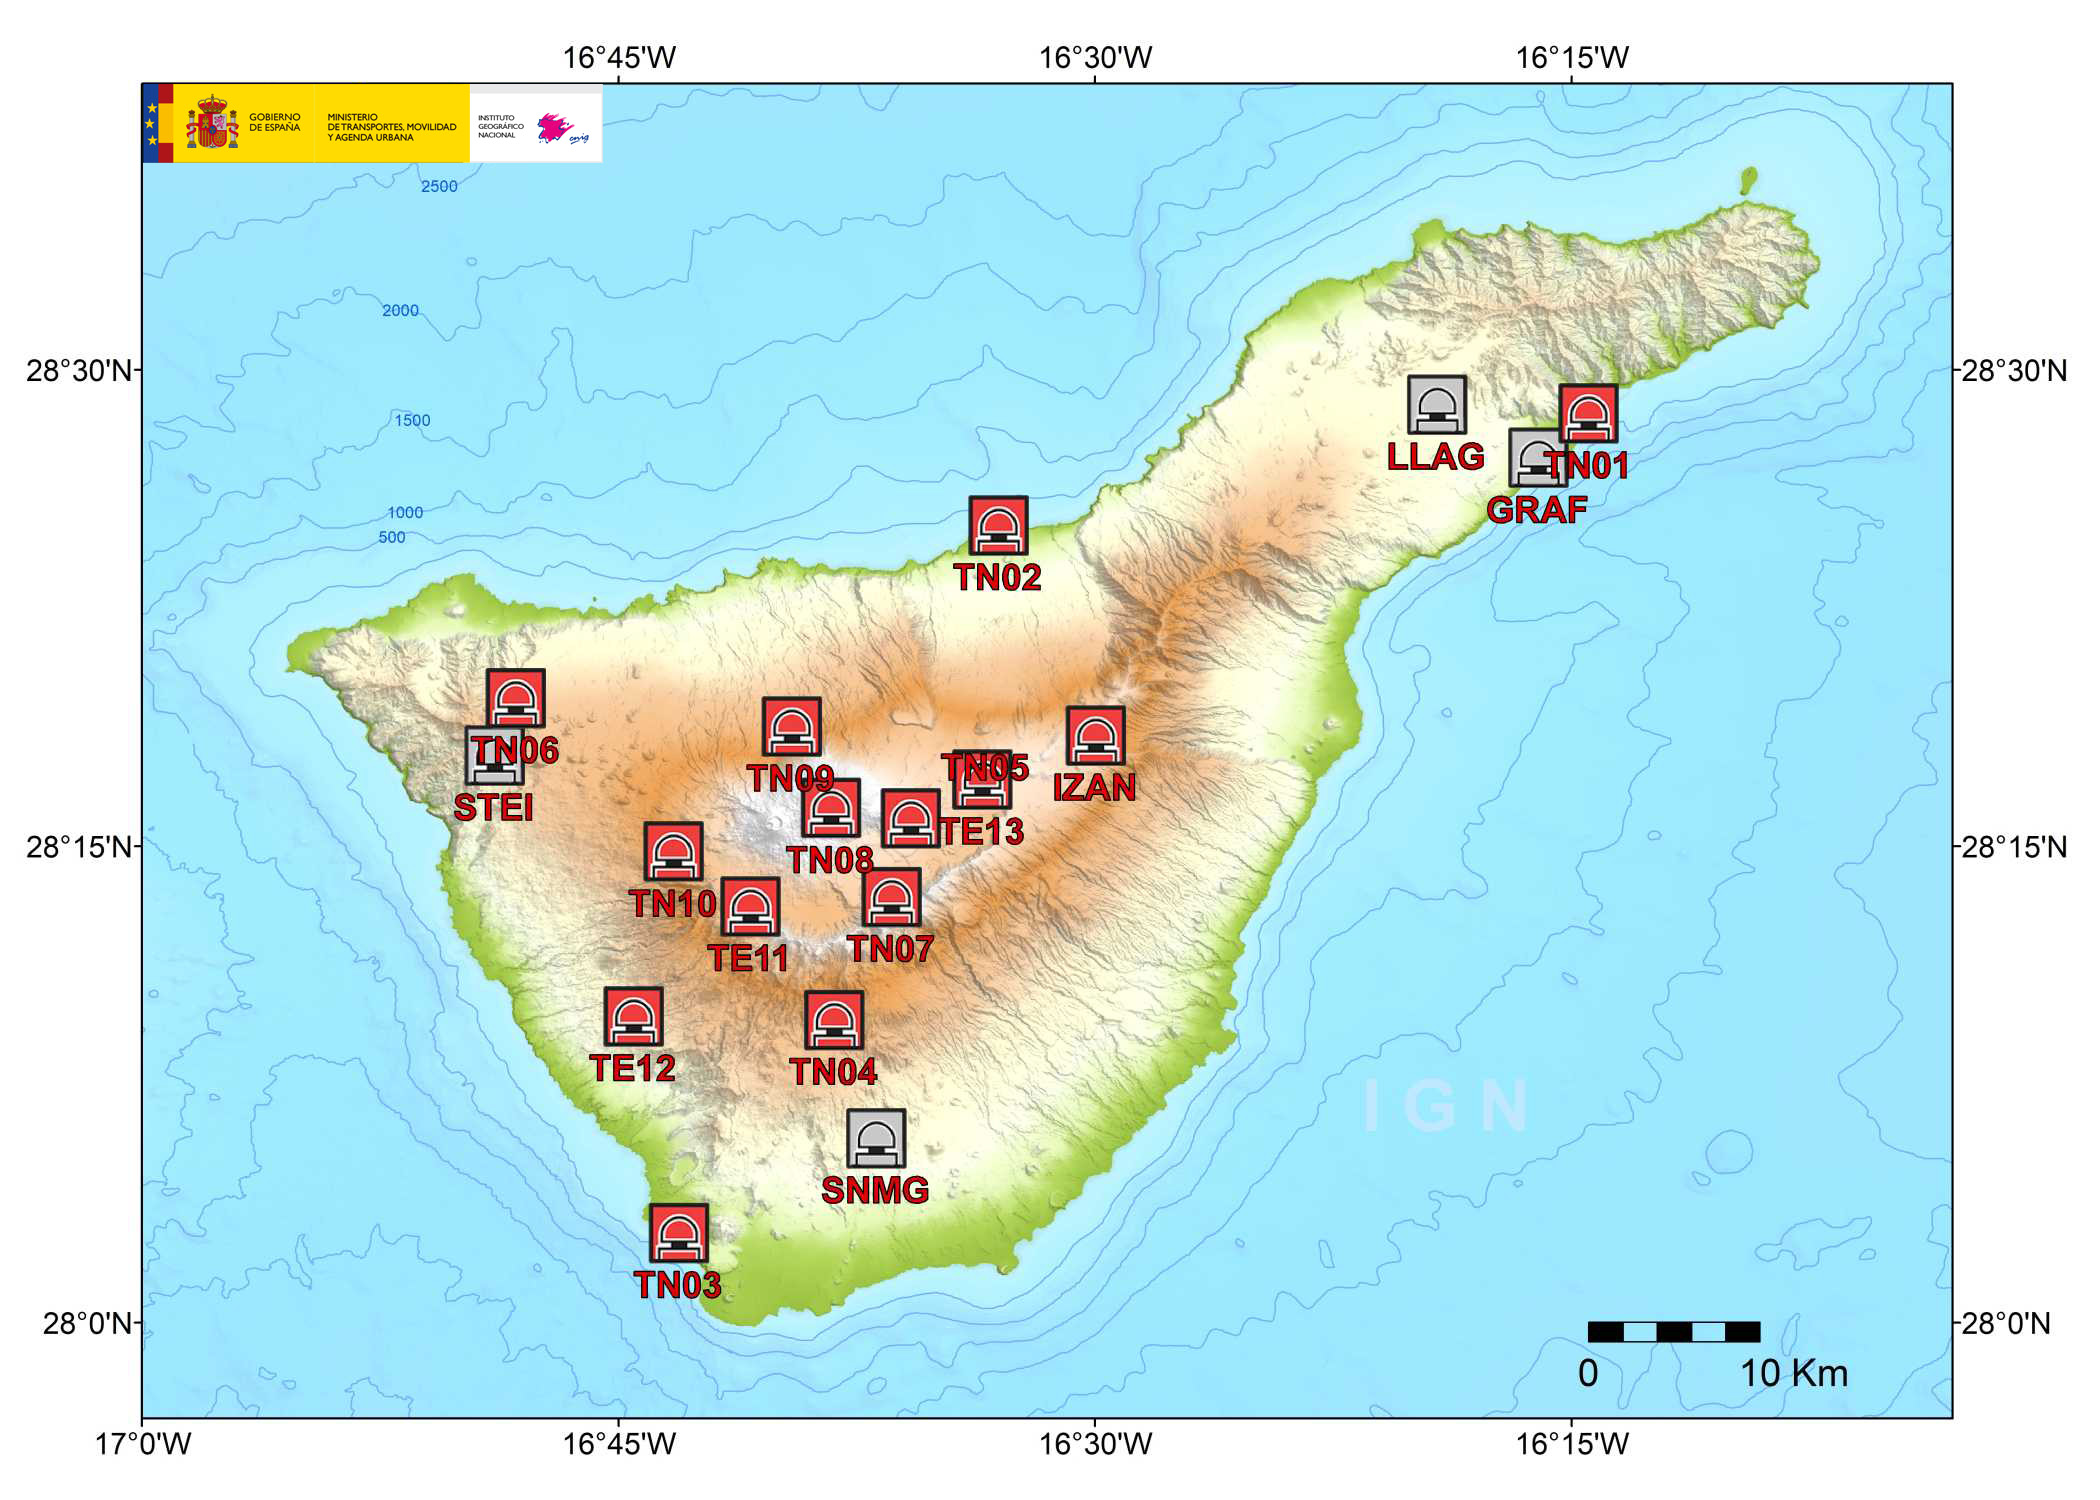 16°45'W
16°30'W
16°15'W
GOBIERNO
DE ESPAÑA
MINISTERIO
DE TRANSPORTES, MOVILIDAD
Y AGENDA URBANA
INSTITUTO
GEOGRÁFICO
NACIONAL
cnig
2500
2000
28°30'N
28°30'N
1500
LLAG
TN01
GRAF
1000
500
TN02
TN06
TN05
TN09
IZAN
STEI
TE13
28°15'N
28°15'N
TN08
TN10
TN07
TE11
TE12
TN04
IGN
SNMG
TN03
28°0'N
28°0'N
0
10 Km
17°0'W
16°45'W
16°30'W
16°15'W